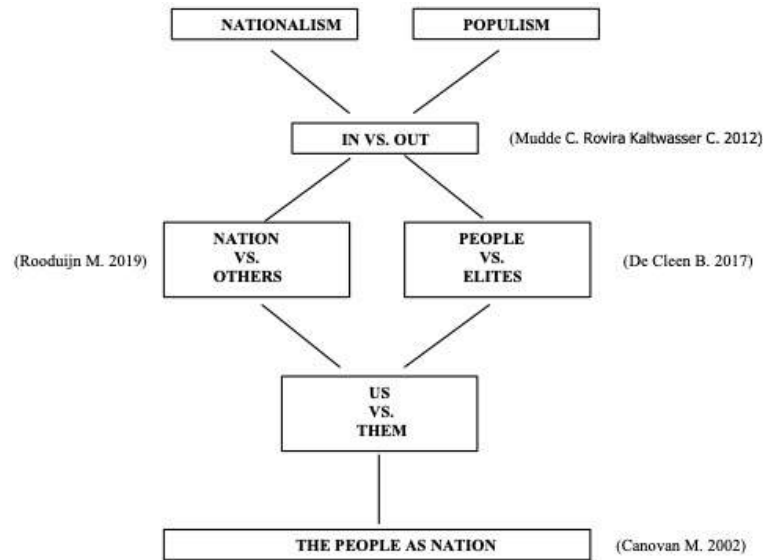 NATIONALISM
POPULISM
IN VS. OUT
(Mudde C. Rovira Kaltwasser C. 2012)
(Rooduijn M. 2019)
NATION
VS.
OTHERS
PEOPLE
VS.
ELITES
(De Cleen B. 2017)
US
VS.
THEM
THE PEOPLE AS NATION
(Canovan M. 2002)